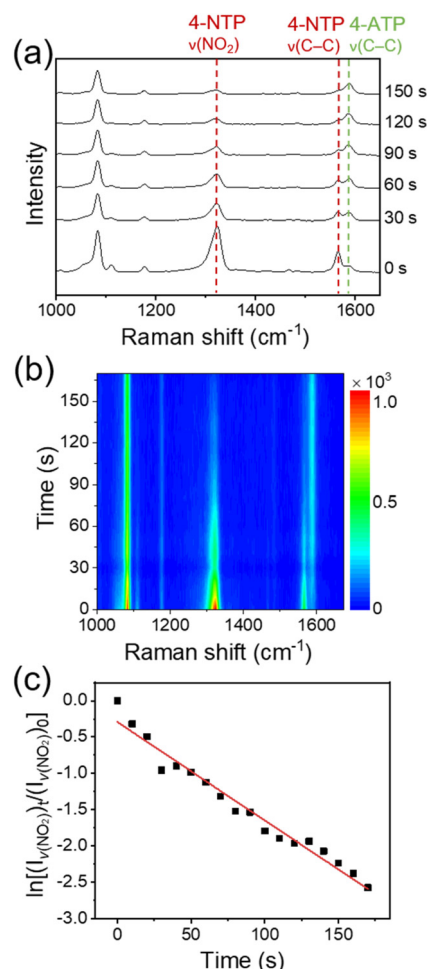 (a)
4-NTP 4-NTP 4-ATP
ν(NO₂) ν(C–C) ν(C–C)
150 s
120 s
90 s
60 s
30 s
0 s
Intensity
1000 1200 1400 1600
Raman shift (cm⁻¹)
(b)
× 10³
150
120
90
60
30
0
Time (s)
1.0
0.5
0
1000 1200 1400 1600
Raman shift (cm⁻¹)
(c)
0.0
-0.5
-1.0
-1.5
-2.0
-2.5
-3.0
ln[(Iν(NO₂))t/(Iν(NO₂))0]
0 50 100 150
Time (s)